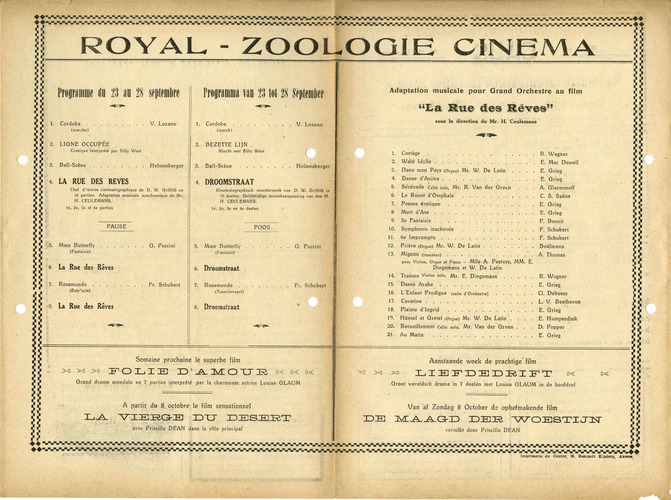 ROYAL - ZOOLOGIE CINEMA
Programme du 23 au 28 septembre
1. Cordoba V. Lozano
(marche)
2. LIGNE OCCUPÉE
Comique interprété par Billy West
3. Ball-Scène Helmesberger
4. LA RUE DES REVES
Chef d'œuvre cinématographique de D. W. Griffith en
10 parties. Adaptation musicale synchronique de Mr.
H. CEULEMANS.
1e, 2e, 3e et 4e parties
PAUSE
5. Mme Butterfly G. Puccini
(Fantaisie)
6. La Rue des Rêves
7. Rosamunde Fr. Schubert
(Entr'acte)
8. La Rue des Rêves
Programma van 23 tot 28 September
1. Cordoba V. Lozano
(march)
2. BEZETTE LIJN
Klucht met Billy West
3. Ball-Scène Helmesberger
4. DROOMSTRAAT
Kinematographisch meesterwerk van D. W. Griffith in
10 deelen. Gelijktijdige muziekaanpassing van den H.
H. CEULEMANS.
1e, 2e, 3e en 4e deelen
POOS
5. Mme Butterfly G. Puccini
(Fantaisie)
6. Droomstraat
7. Rosamunde Fr. Schubert
(Tusschenspel)
8. Droomstraat
Adaptation musicale pour Grand Orchestre au film
"La Rue des Rêves"
sous la direction de Mr. H. Ceulemans
1. Cortège R. Wagner
2. Wald Idylle E. Mac Dowell
3. Dans mon Pays (Orgue) Mr. W. De Latin E. Grieg
4. Danse d'Anitra E. Grieg
5. Sérénade Cello solo, Mr. R. Van der Groen A. Glazounoff
6. Le Rouet d'Omphale C. S. Saëns
7. Poème érotique E. Grieg
8. Mort d'Ase E. Grieg
9. 3e Fantaisie P. Benoit
10. Symphonie inachevée F. Schubert
11. 6e Impromptu F. Schubert
12. Prière (Orgue) Mr. W. De Latin Boëlmann
13. Mignon (romance) A. Thomas
pour Violon, Orgue et Piano - Mlle A. Peeters, MM. E.
Dingemans et W. De Latin
14. Traüme Violon solo, Mr. E. Dingemans R. Wagner
15. Danse Arabe E. Grieg
16. L'Enfant Prodigue (suite d'Orchestre) Cl. Debussy
17. Cavatine L. V. Beethoven
18. Plainte d'Ingrid E. Grieg
19. Hänsel et Gretel (Orgue) Mr. W. De Latin E. Humperdink
20. Recueillement Cello solo, Mr. Van der Groen D. Popper
21. Au Matin E. Grieg
Semaine prochaine le superbe film
FOLIE D'AMOUR
Grand drame mondain en 7 parties interprété par la charmante actrice Louise GLAUM
A partir du 8 octobre le film sensationnel
LA VIERGE DU DESERT
avec Priscilla DEAN dans le rôle principal
Aanstaande week de prachtige film
LIEFDEDRIFT
Groot wereldsch drama in 7 deelen met Louise GLAUM in de hoofdrol
Van af Zondag 8 October de ophefmakende film
DE MAAGD DER WOESTIJN
vertolkt door Priscilla DEAN
Imprimerie du Centre,